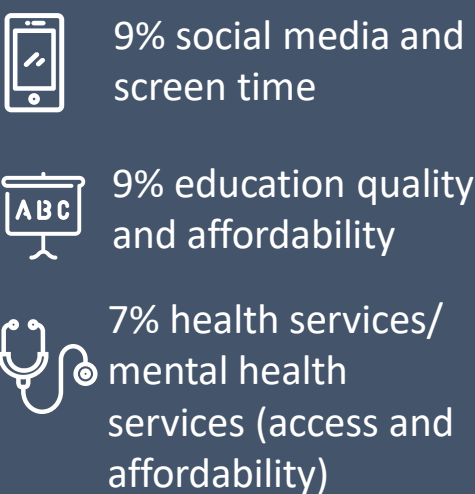 9% social media and
screen time
ABC
9% education quality
and affordability
7% health services/
mental health
services (access and
affordability)